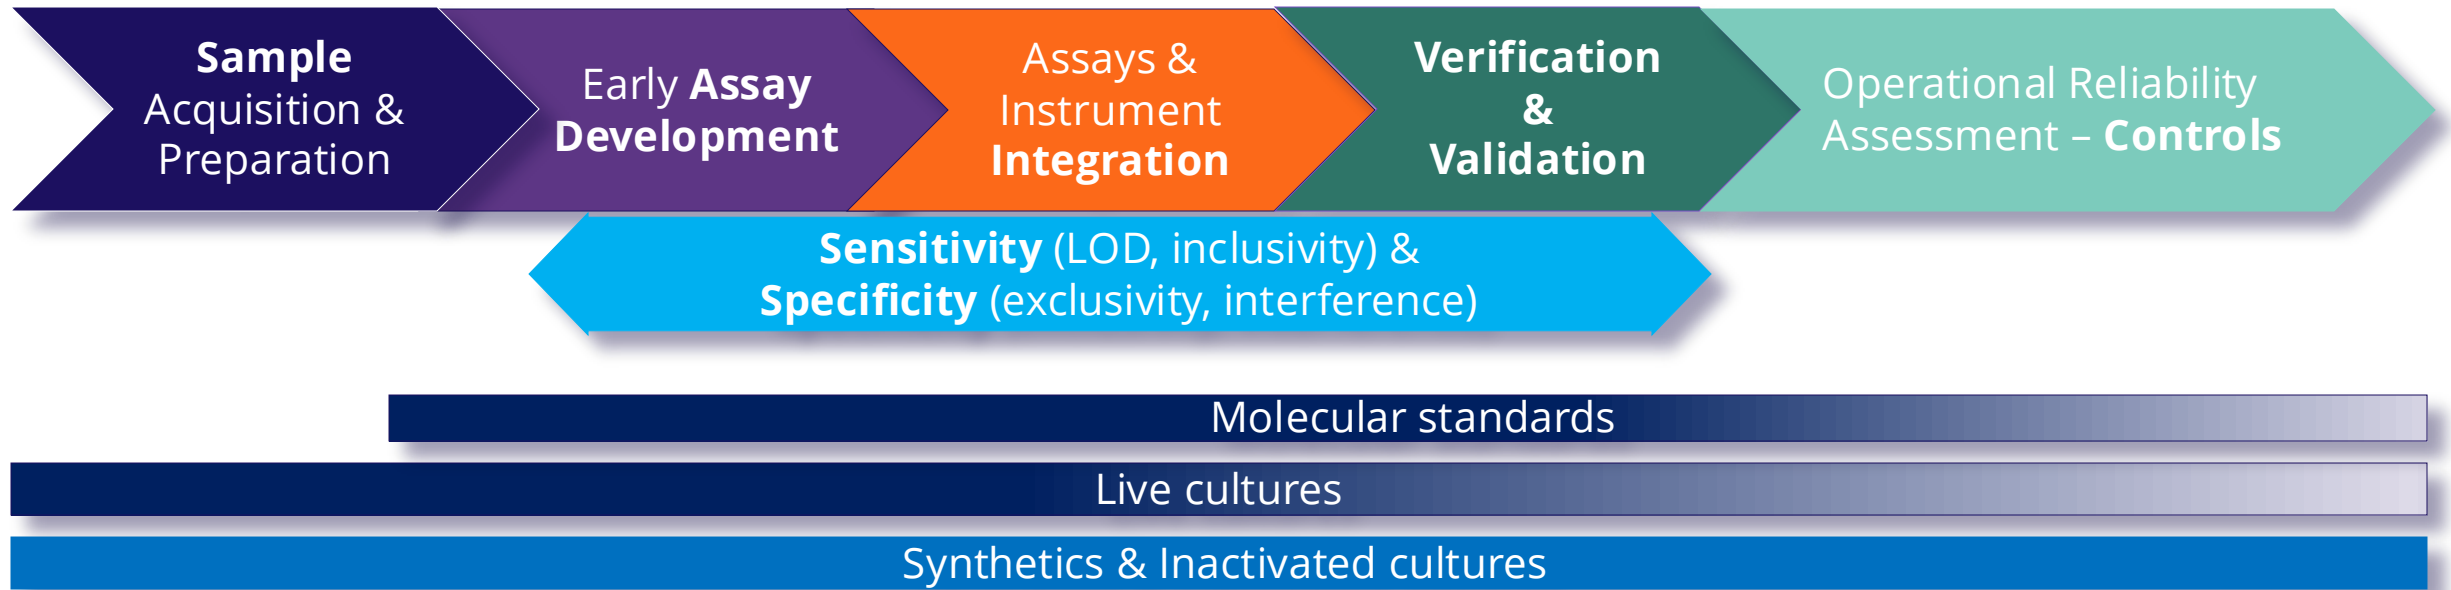 Sample
Acquisition &
Preparation
Early Assay
Development
Assays &
Instrument
Integration
Verification
&
Validation
Operational Reliability
Assessment – Controls
Sensitivity (LOD, inclusivity) &
Specificity (exclusivity, interference)
Molecular standards
Live cultures
Synthetics & Inactivated cultures